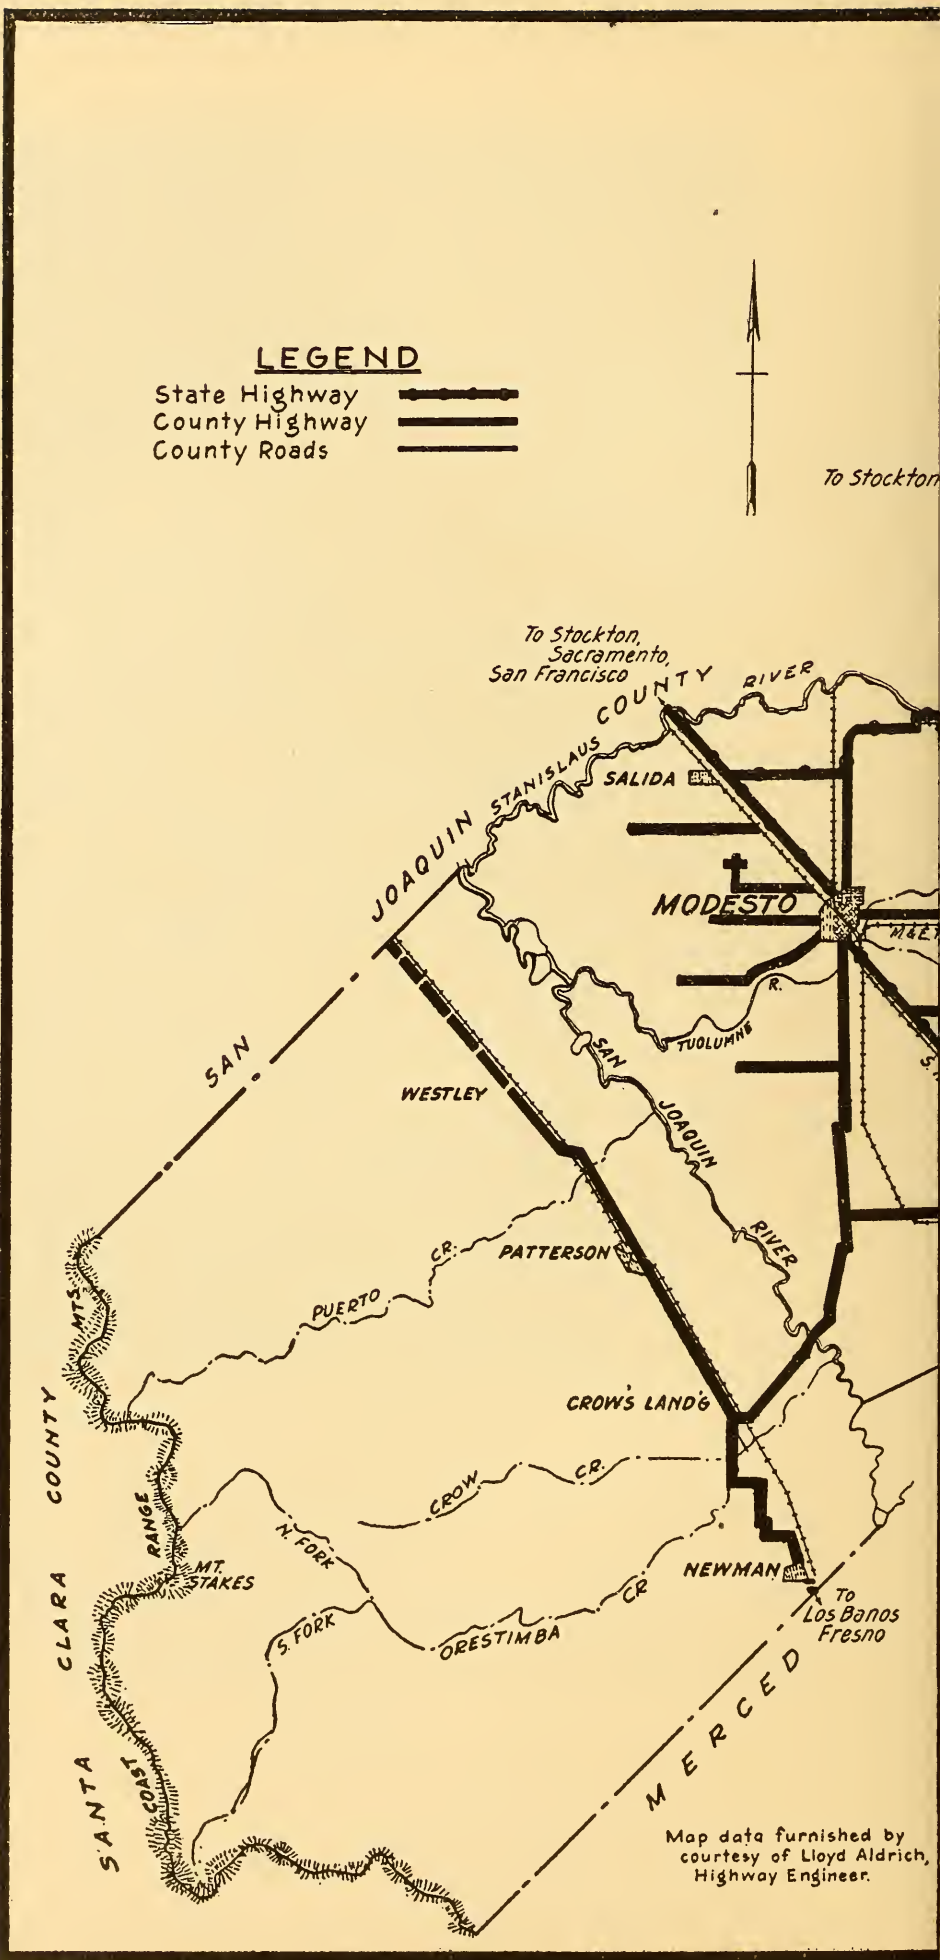 LEGEND
State Highway
County Highway
County Roads
To Stockton
To Stockton,
Sacramento,
San Francisco
SAN JOAQUIN COUNTY
STANISLAUS RIVER
SALIDA
MODESTO
M&E.T
R.
TUOLUMNE
S.
SAN JOAQUIN RIVER
WESTLEY
PATTERSON
CR.
PUERTO
MTS.
CROW'S LAND'G
CROW CR.
RANGE
N. FORK
MT.
STAKES
NEWMAN
To
Los Banos
Fresno
S. FORK
ORESTIMBA CR
COAST
SANTA CLARA COUNTY
MERCED
Map data furnished by
courtesy of Lloyd Aldrich,
Highway Engineer.